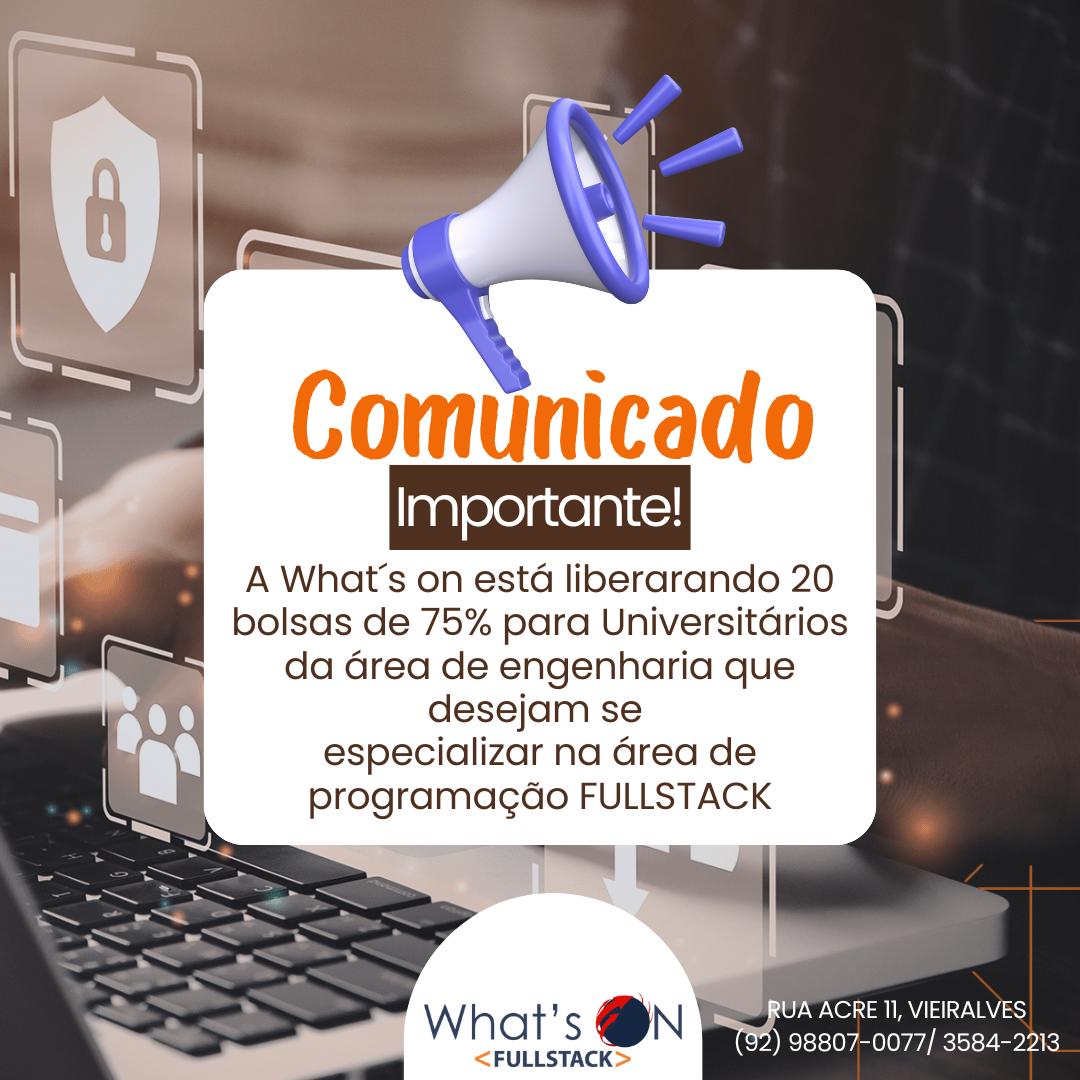 Comunicado
Importante!
A What´s on está liberarando 20
bolsas de 75% para Universitários
da área de engenharia que
desejam se
especializar na área de
programação FULLSTACK
What's ON
<FULLSTACK>
RUA ACRE 11, VIEIRALVES
(92) 98807-0077/ 3584-2213